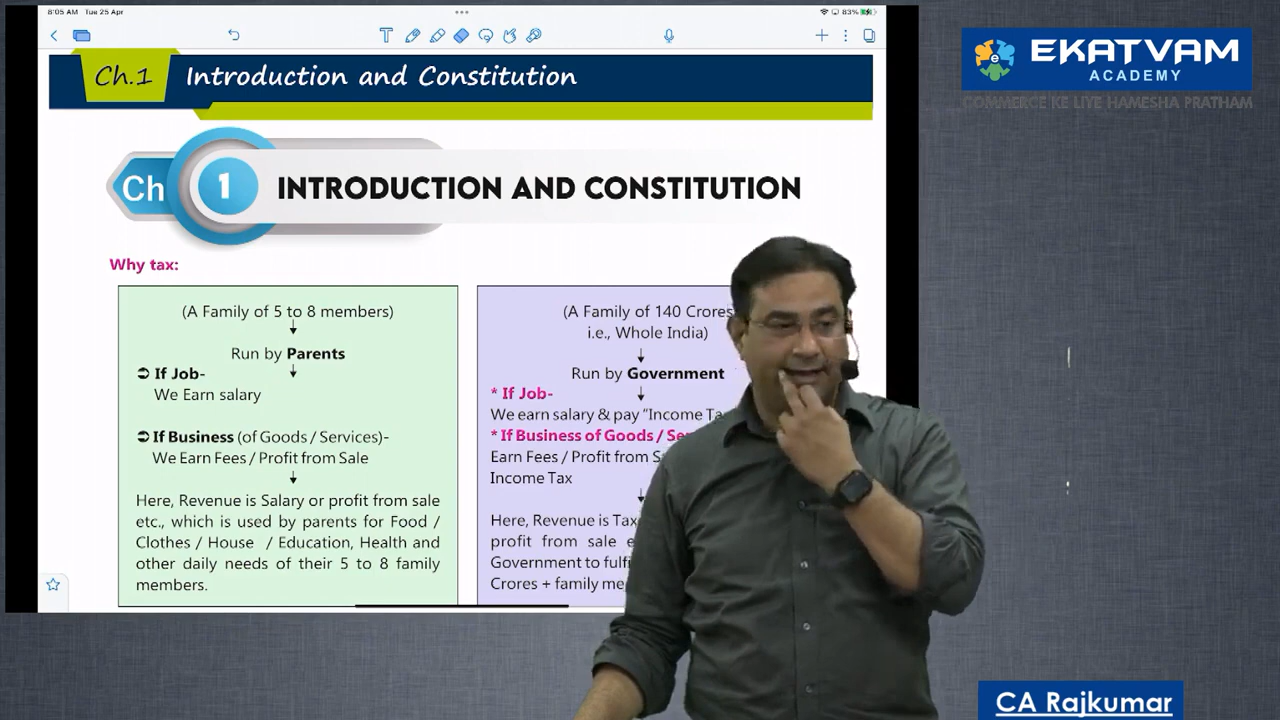 8:05 AM Tue 25 Apr
83%
Ch.1 Introduction and Constitution
Ch 1 INTRODUCTION AND CONSTITUTION
Why tax:
(A Family of 5 to 8 members)
Run by Parents
If Job-
We Earn salary
If Business (of Goods / Services)-
We Earn Fees / Profit from Sale
Here, Revenue is Salary or profit from sale
etc., which is used by parents for Food /
Clothes / House / Education, Health and
other daily needs of their 5 to 8 family
members.
(A Family of 140 Crores
i.e., Whole India)
Run by Government
* If Job-
We earn salary & pay "Income
* If Business of Goods /
Earn Fees / Profit from
Income Tax
Here, Revenue is Tax
profit from sale
Government to
Crores + family
EKATVAM
ACADEMY
COMMERCE KE LIYE HAMESHA PRATHAM
CA Rajkumar